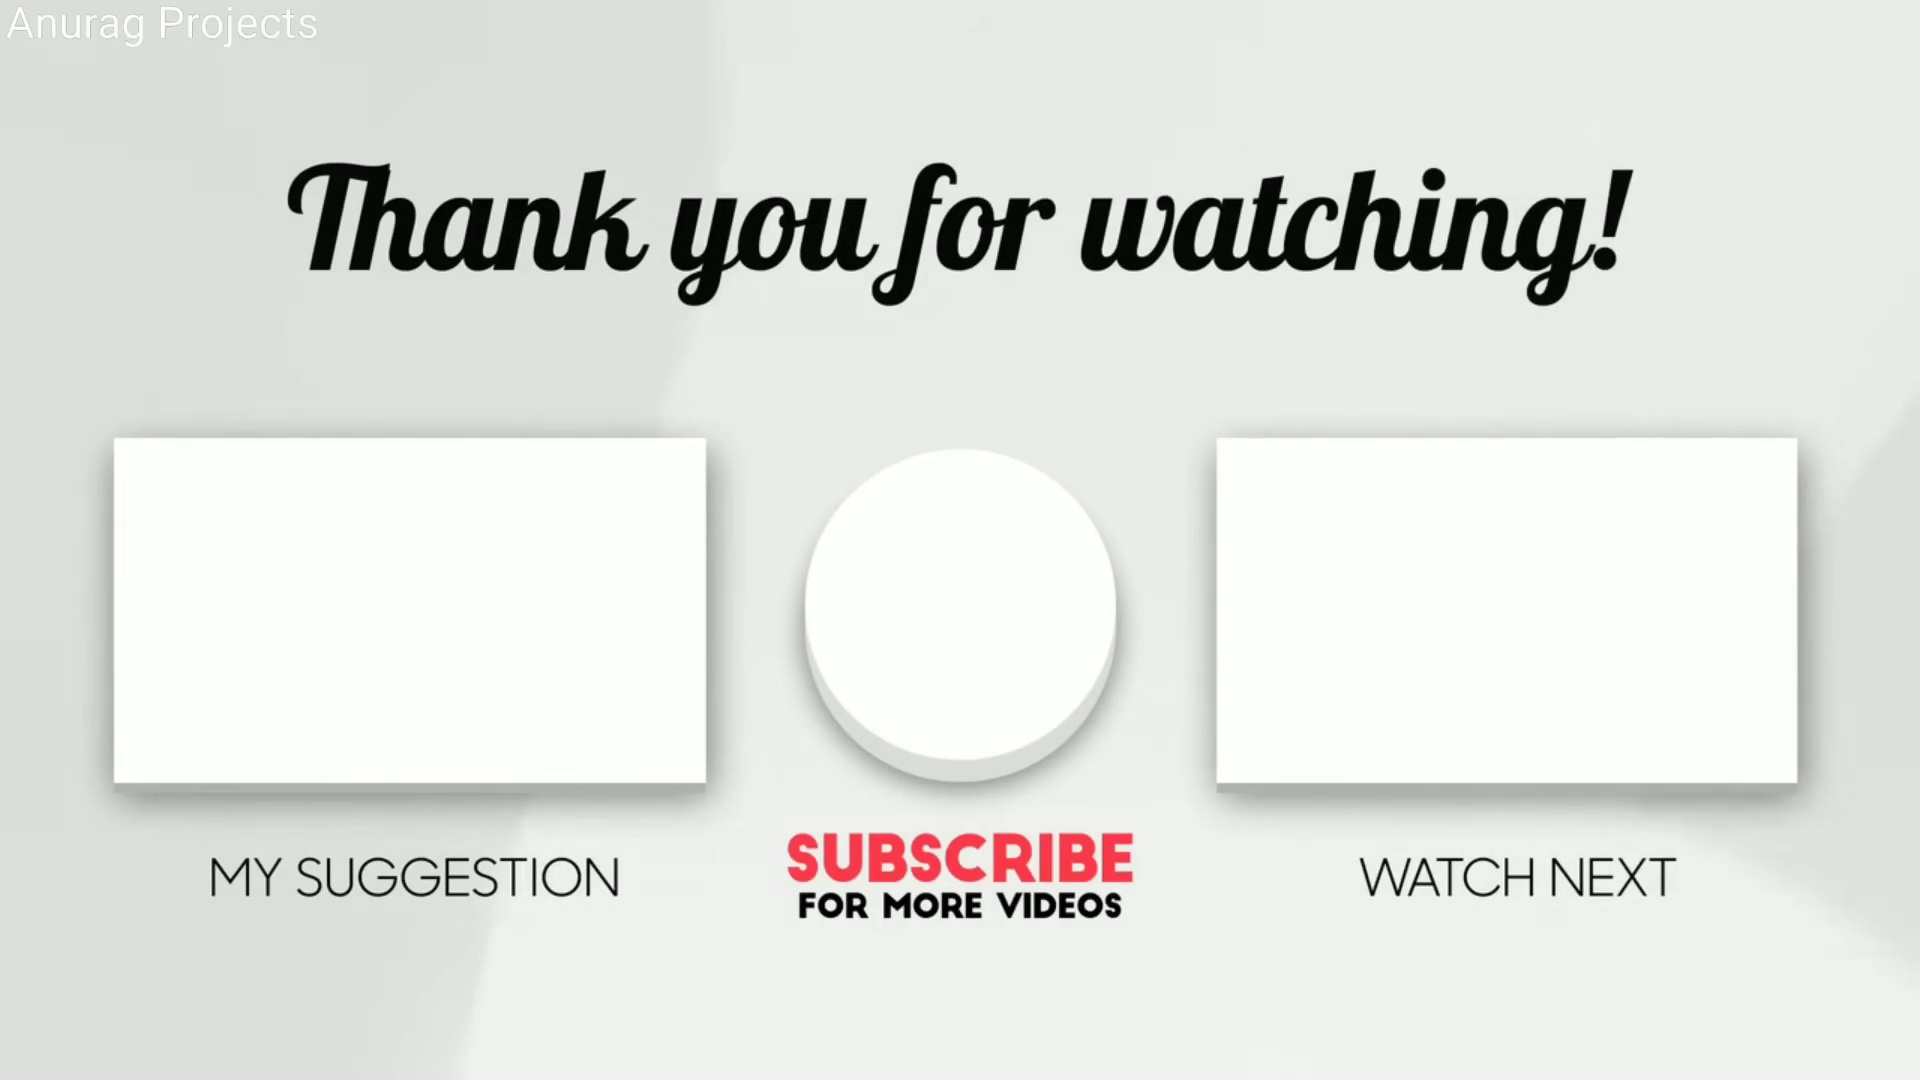 Anurag Projects
Thank you for watching!
MY SUGGESTION
SUBSCRIBE
FOR MORE VIDEOS
WATCH NEXT